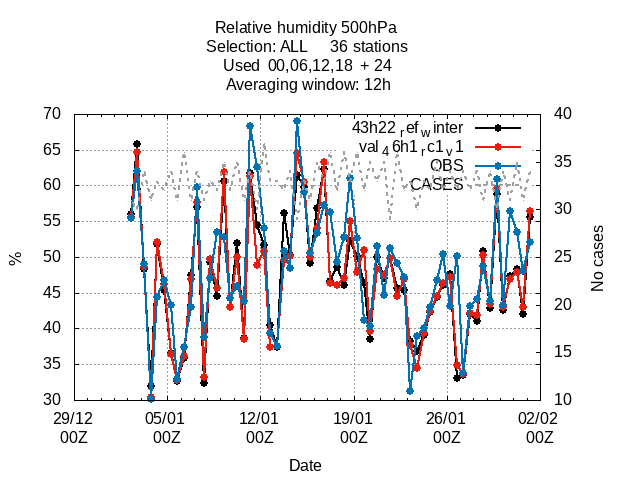 Relative humidity 500hPa
Selection: ALL 36 stations
Used 00,06,12,18 + 24
Averaging window: 12h
70 40
43h22 ref winter
val 46h1 rc1 v1
OBS
CASES
65 35
60 30
55
50 25
45 20
40
35 15
30 10
%
No cases
29/12 05/01 12/01 19/01 26/01 02/02
00Z 00Z 00Z 00Z 00Z 00Z
Date